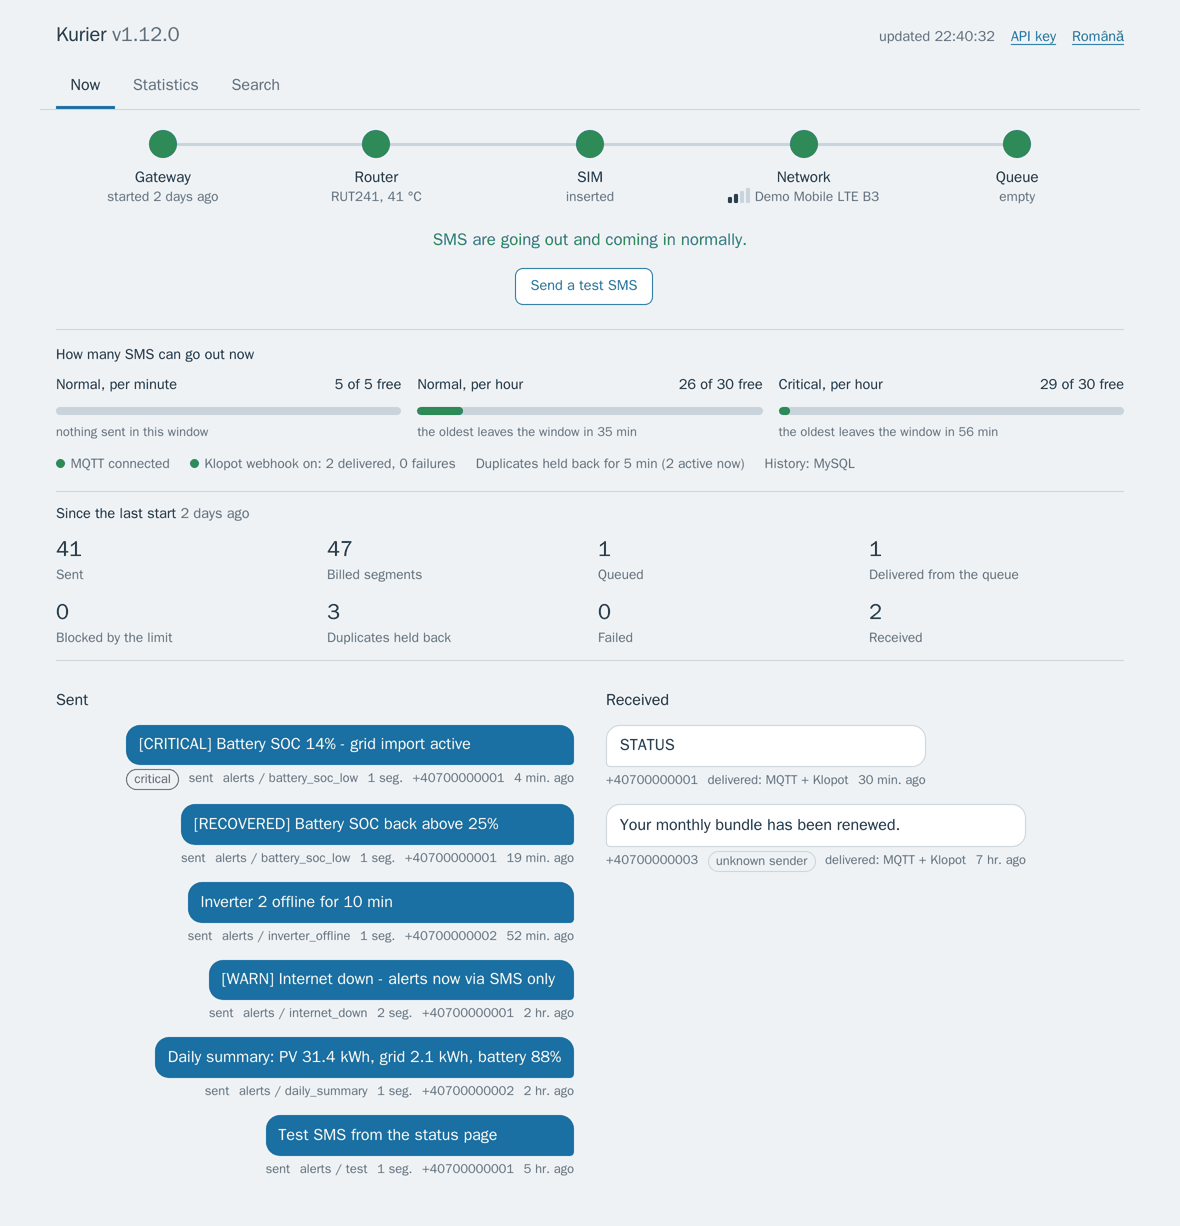 Kurier v1.12.0
updated 22:40:32 API key Română
Now Statistics Search
Gateway Router SIM Network Queue
started 2 days ago RUT241, 41 °C inserted Demo Mobile LTE B3 empty
SMS are going out and coming in normally.
Send a test SMS
How many SMS can go out now
Normal, per minute 5 of 5 free Normal, per hour 26 of 30 free Critical, per hour 29 of 30 free
nothing sent in this window the oldest leaves the window in 35 min the oldest leaves the window in 56 min
MQTT connected Klopot webhook on: 2 delivered, 0 failures Duplicates held back for 5 min (2 active now) History: MySQL
Since the last start 2 days ago
41 47 1 1
Sent Billed segments Queued Delivered from the queue
0 3 0 2
Blocked by the limit Duplicates held back Failed Received
Sent
[CRITICAL] Battery SOC 14% - grid import active
critical sent alerts / battery_soc_low 1 seg. +40700000001 4 min. ago
[RECOVERED] Battery SOC back above 25%
sent alerts / battery_soc_low 1 seg. +40700000001 19 min. ago
Inverter 2 offline for 10 min
sent alerts / inverter_offline 1 seg. +40700000002 52 min. ago
[WARN] Internet down - alerts now via SMS only
sent alerts / internet_down 2 seg. +40700000001 2 hr. ago
Daily summary: PV 31.4 kWh, grid 2.1 kWh, battery 88%
sent alerts / daily_summary 1 seg. +40700000002 2 hr. ago
Test SMS from the status page
sent alerts / test 1 seg. +40700000001 5 hr. ago
Received
STATUS
+40700000001 delivered: MQTT + Klopot 30 min. ago
Your monthly bundle has been renewed.
+40700000003 unknown sender delivered: MQTT + Klopot 7 hr. ago